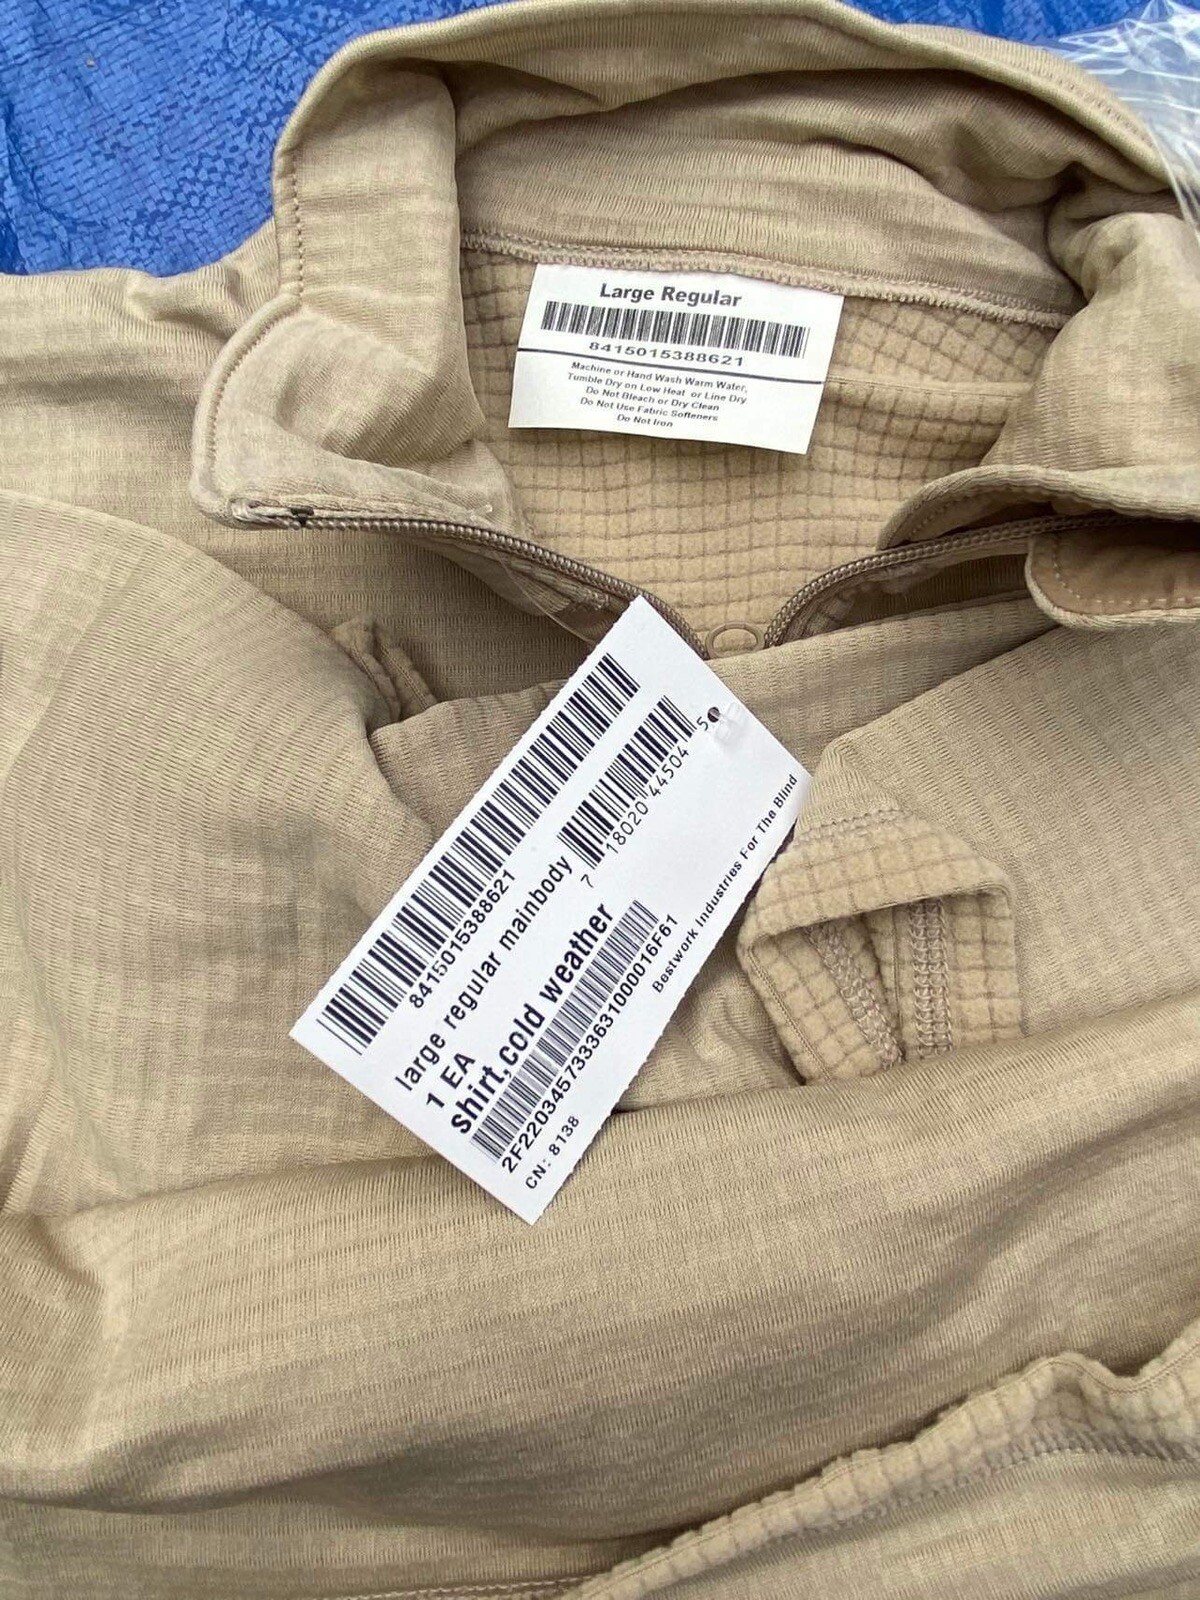 Large Regular
8415015388621
Machine or Hand Wash Warm Water,
Tumble Dry on Low Heat or Line Dry
Do Not Bleach or Dry Clean
Do Not Use Fabric Softeners
Do Not Iron
8415015388621
large regular mainbody
1 EA
shirt,cold weather
7 18020 44504 5
2F2203457333631000016F61
CN: 8138
Bestwork Industries For The Blind